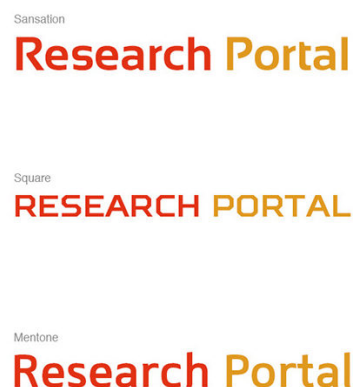 Sansation
Research Portal
Square
RESEARCH PORTAL
Mentone
Research Portal